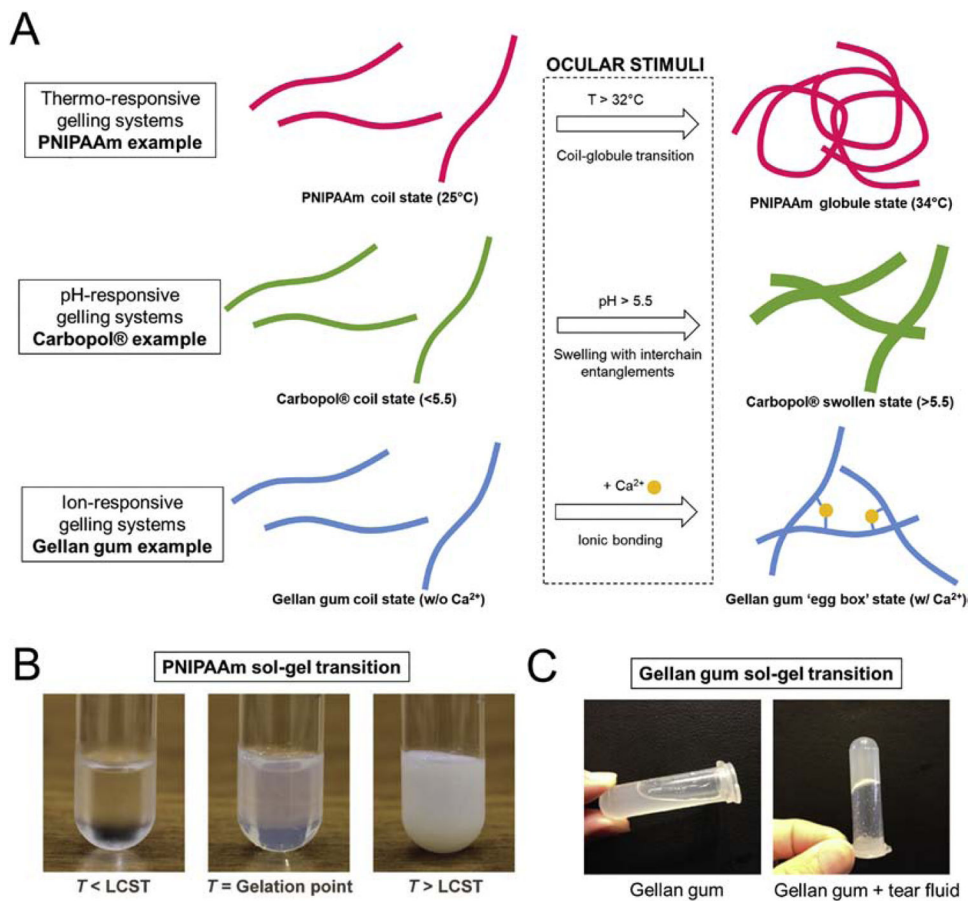 A
Thermo-responsive
gelling systems
PNIPAAm example
PNIPAAm coil state (25°C)
OCULAR STIMULI
T > 32°C
Coil-globule transition
PNIPAAm globule state (34°C)
pH-responsive
gelling systems
Carbopol® example
Carbopol® coil state (<5.5)
pH > 5.5
Swelling with interchain
entanglements
Carbopol® swollen state (>5.5)
Ion-responsive
gelling systems
Gellan gum example
Gellan gum coil state (w/o Ca²⁺)
+ Ca²⁺
Ionic bonding
Gellan gum ‘egg box’ state (w/ Ca²⁺)
B
PNIPAAm sol-gel transition
T < LCST
T = Gelation point
T > LCST
C
Gellan gum sol-gel transition
Gellan gum
Gellan gum + tear fluid